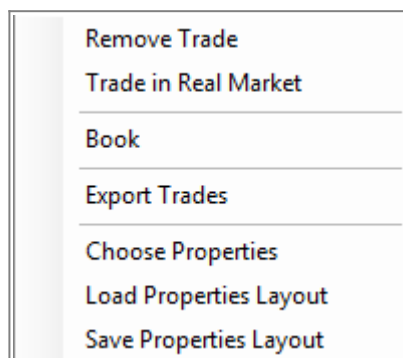 Remove Trade
Trade in Real Market
Book
Export Trades
Choose Properties
Load Properties Layout
Save Properties Layout